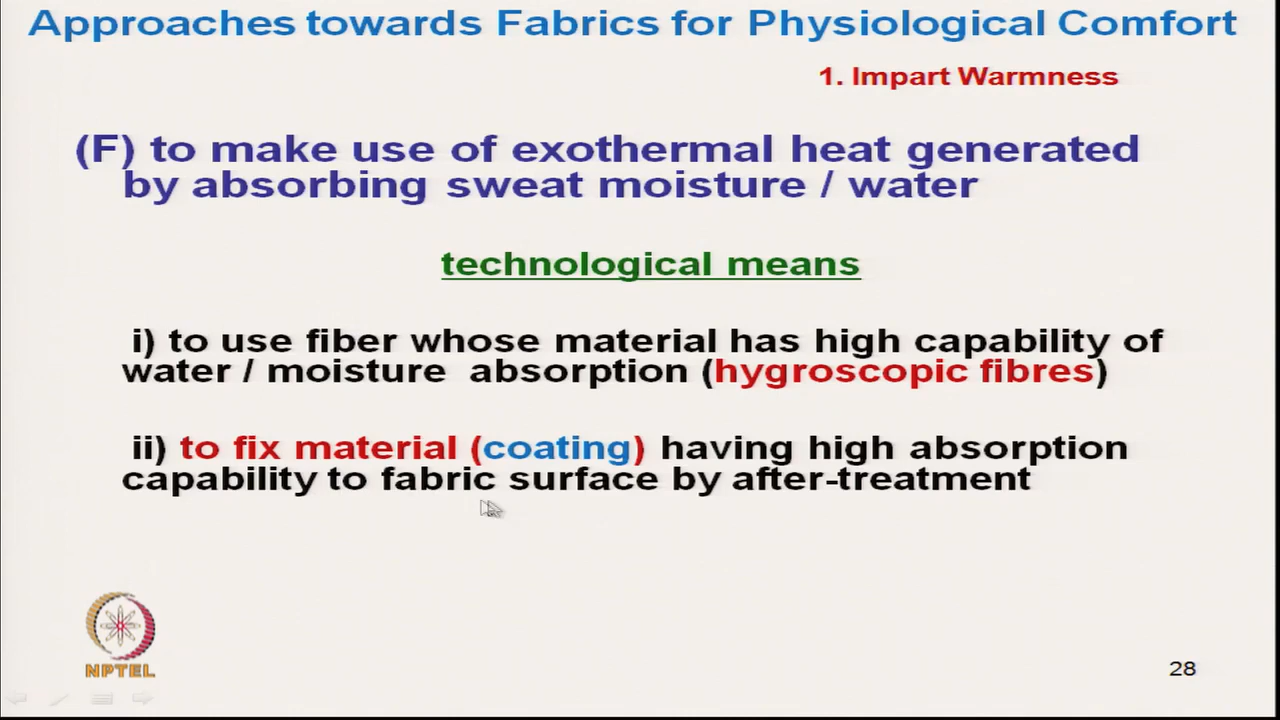 Approaches towards Fabrics for Physiological Comfort
1. Impart Warmness
(F) to make use of exothermal heat generated
by absorbing sweat moisture / water
technological means
i) to use fiber whose material has high capability of
water / moisture absorption (hygroscopic fibres)
ii) to fix material (coating) having high absorption
capability to fabric surface by after-treatment
NPTEL
28